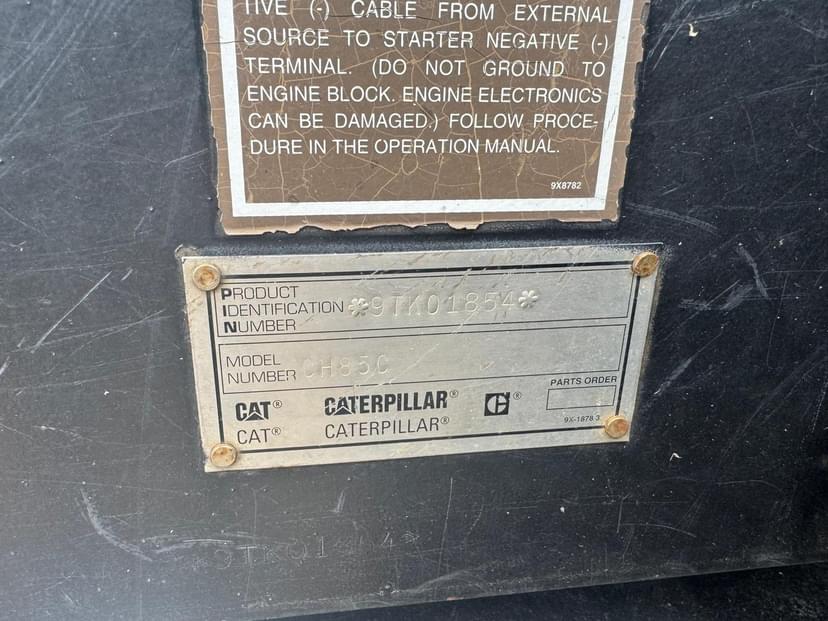 TIVE (-) CABLE FROM EXTERNAL
SOURCE TO STARTER NEGATIVE (-)
TERMINAL. (DO NOT GROUND TO
ENGINE BLOCK. ENGINE ELECTRONICS
CAN BE DAMAGED.) FOLLOW PROCE-
DURE IN THE OPERATION MANUAL.
9X8782
PRODUCT
IDENTIFICATION *9TK01854*
NUMBER
MODEL
NUMBER CH85C
PARTS ORDER
CAT® CATERPILLAR® C®
CAT® CATERPILLAR®
9X-1878 3